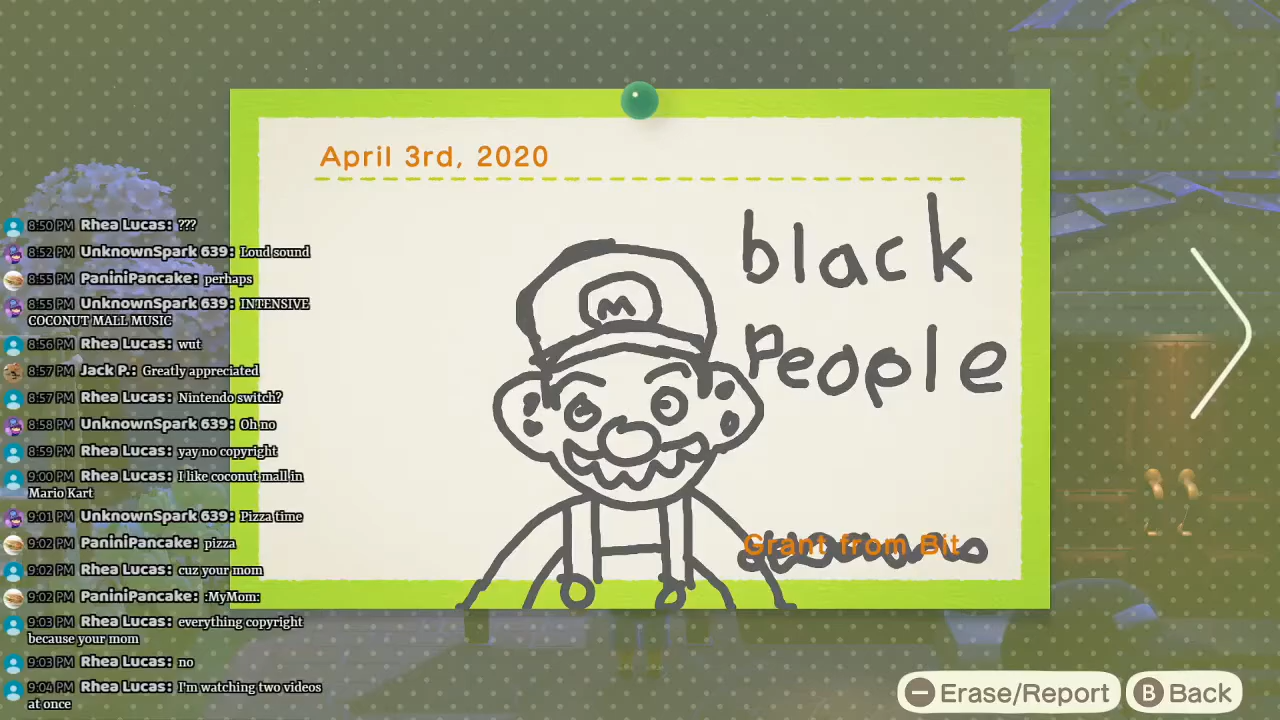 April 3rd, 2020
black
People
M
Grant from Bit
8:50 PM Rhea Lucas: ???
8:52 PM UnknownSpark 639: Loud sound
8:55 PM PaniniPancake: perhaps
8:55 PM UnknownSpark 639: INTENSIVE
COCONUT MALL MUSIC
8:56 PM Rhea Lucas: wut
8:57 PM Jack P.: Greatly appreciated
8:57 PM Rhea Lucas: Nintendo switch?
8:58 PM UnknownSpark 639: Oh no
8:59 PM Rhea Lucas: yay no copyright
9:00 PM Rhea Lucas: I like coconut mall in
Mario Kart
9:01 PM UnknownSpark 639: Pizza time
9:02 PM PaniniPancake: pizza
9:02 PM Rhea Lucas: cuz your mom
9:02 PM PaniniPancake: :MyMom:
9:03 PM Rhea Lucas: everything copyright
because your mom
9:03 PM Rhea Lucas: no
9:04 PM Rhea Lucas: I'm watching two videos
at once
Erase/Report
B Back